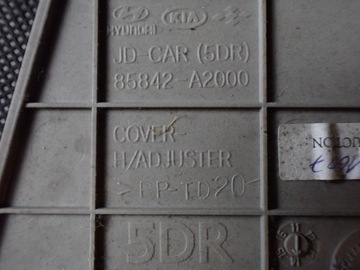 HYUNDAI KIA
JD-CAR (5DR)
85842-A2000
COVER-
H/ADJUSTER
>PP-TD20<
5DR